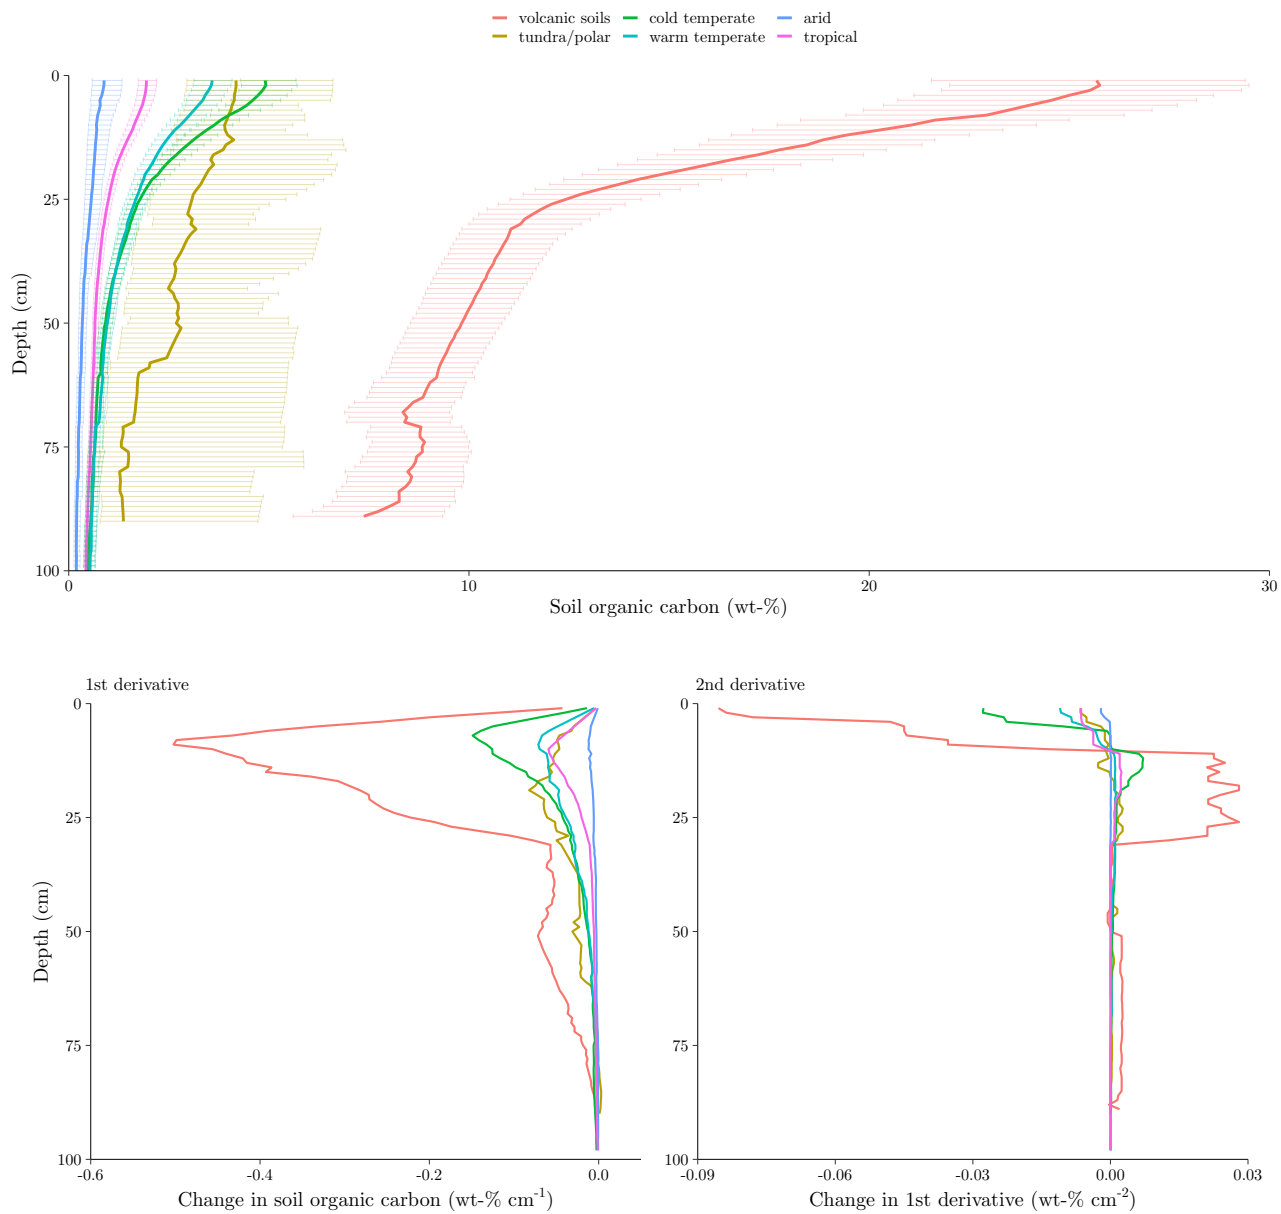 volcanic soils cold temperate arid
tundra/polar warm temperate tropical
0
25
50
75
100
Depth (cm)
0 10 20 30
Soil organic carbon (wt-%)
1st derivative
0
25
50
75
100
Depth (cm)
-0.6 -0.4 -0.2 0.0
Change in soil organic carbon (wt-% cm-1)
2nd derivative
0
25
50
75
100
-0.09 -0.06 -0.03 0.00 0.03
Change in 1st derivative (wt-% cm-2)